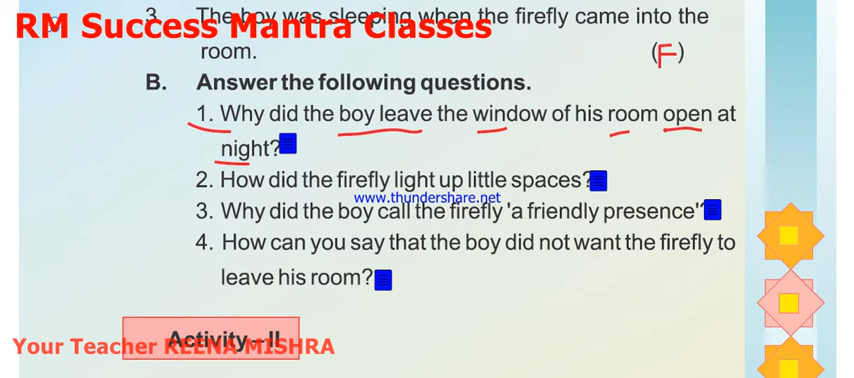 3. The boy was sleeping when the firefly came into the
RM Success Mantra Classes
room. (F)
B. Answer the following questions.
1. Why did the boy leave the window of his room open at
night?
2. How did the firefly light up little spaces?
www.thundershare.net
3. Why did the boy call the firefly 'a friendly presence'?
4. How can you say that the boy did not want the firefly to
leave his room?
Activity-II
Your Teacher REENA MISHRA